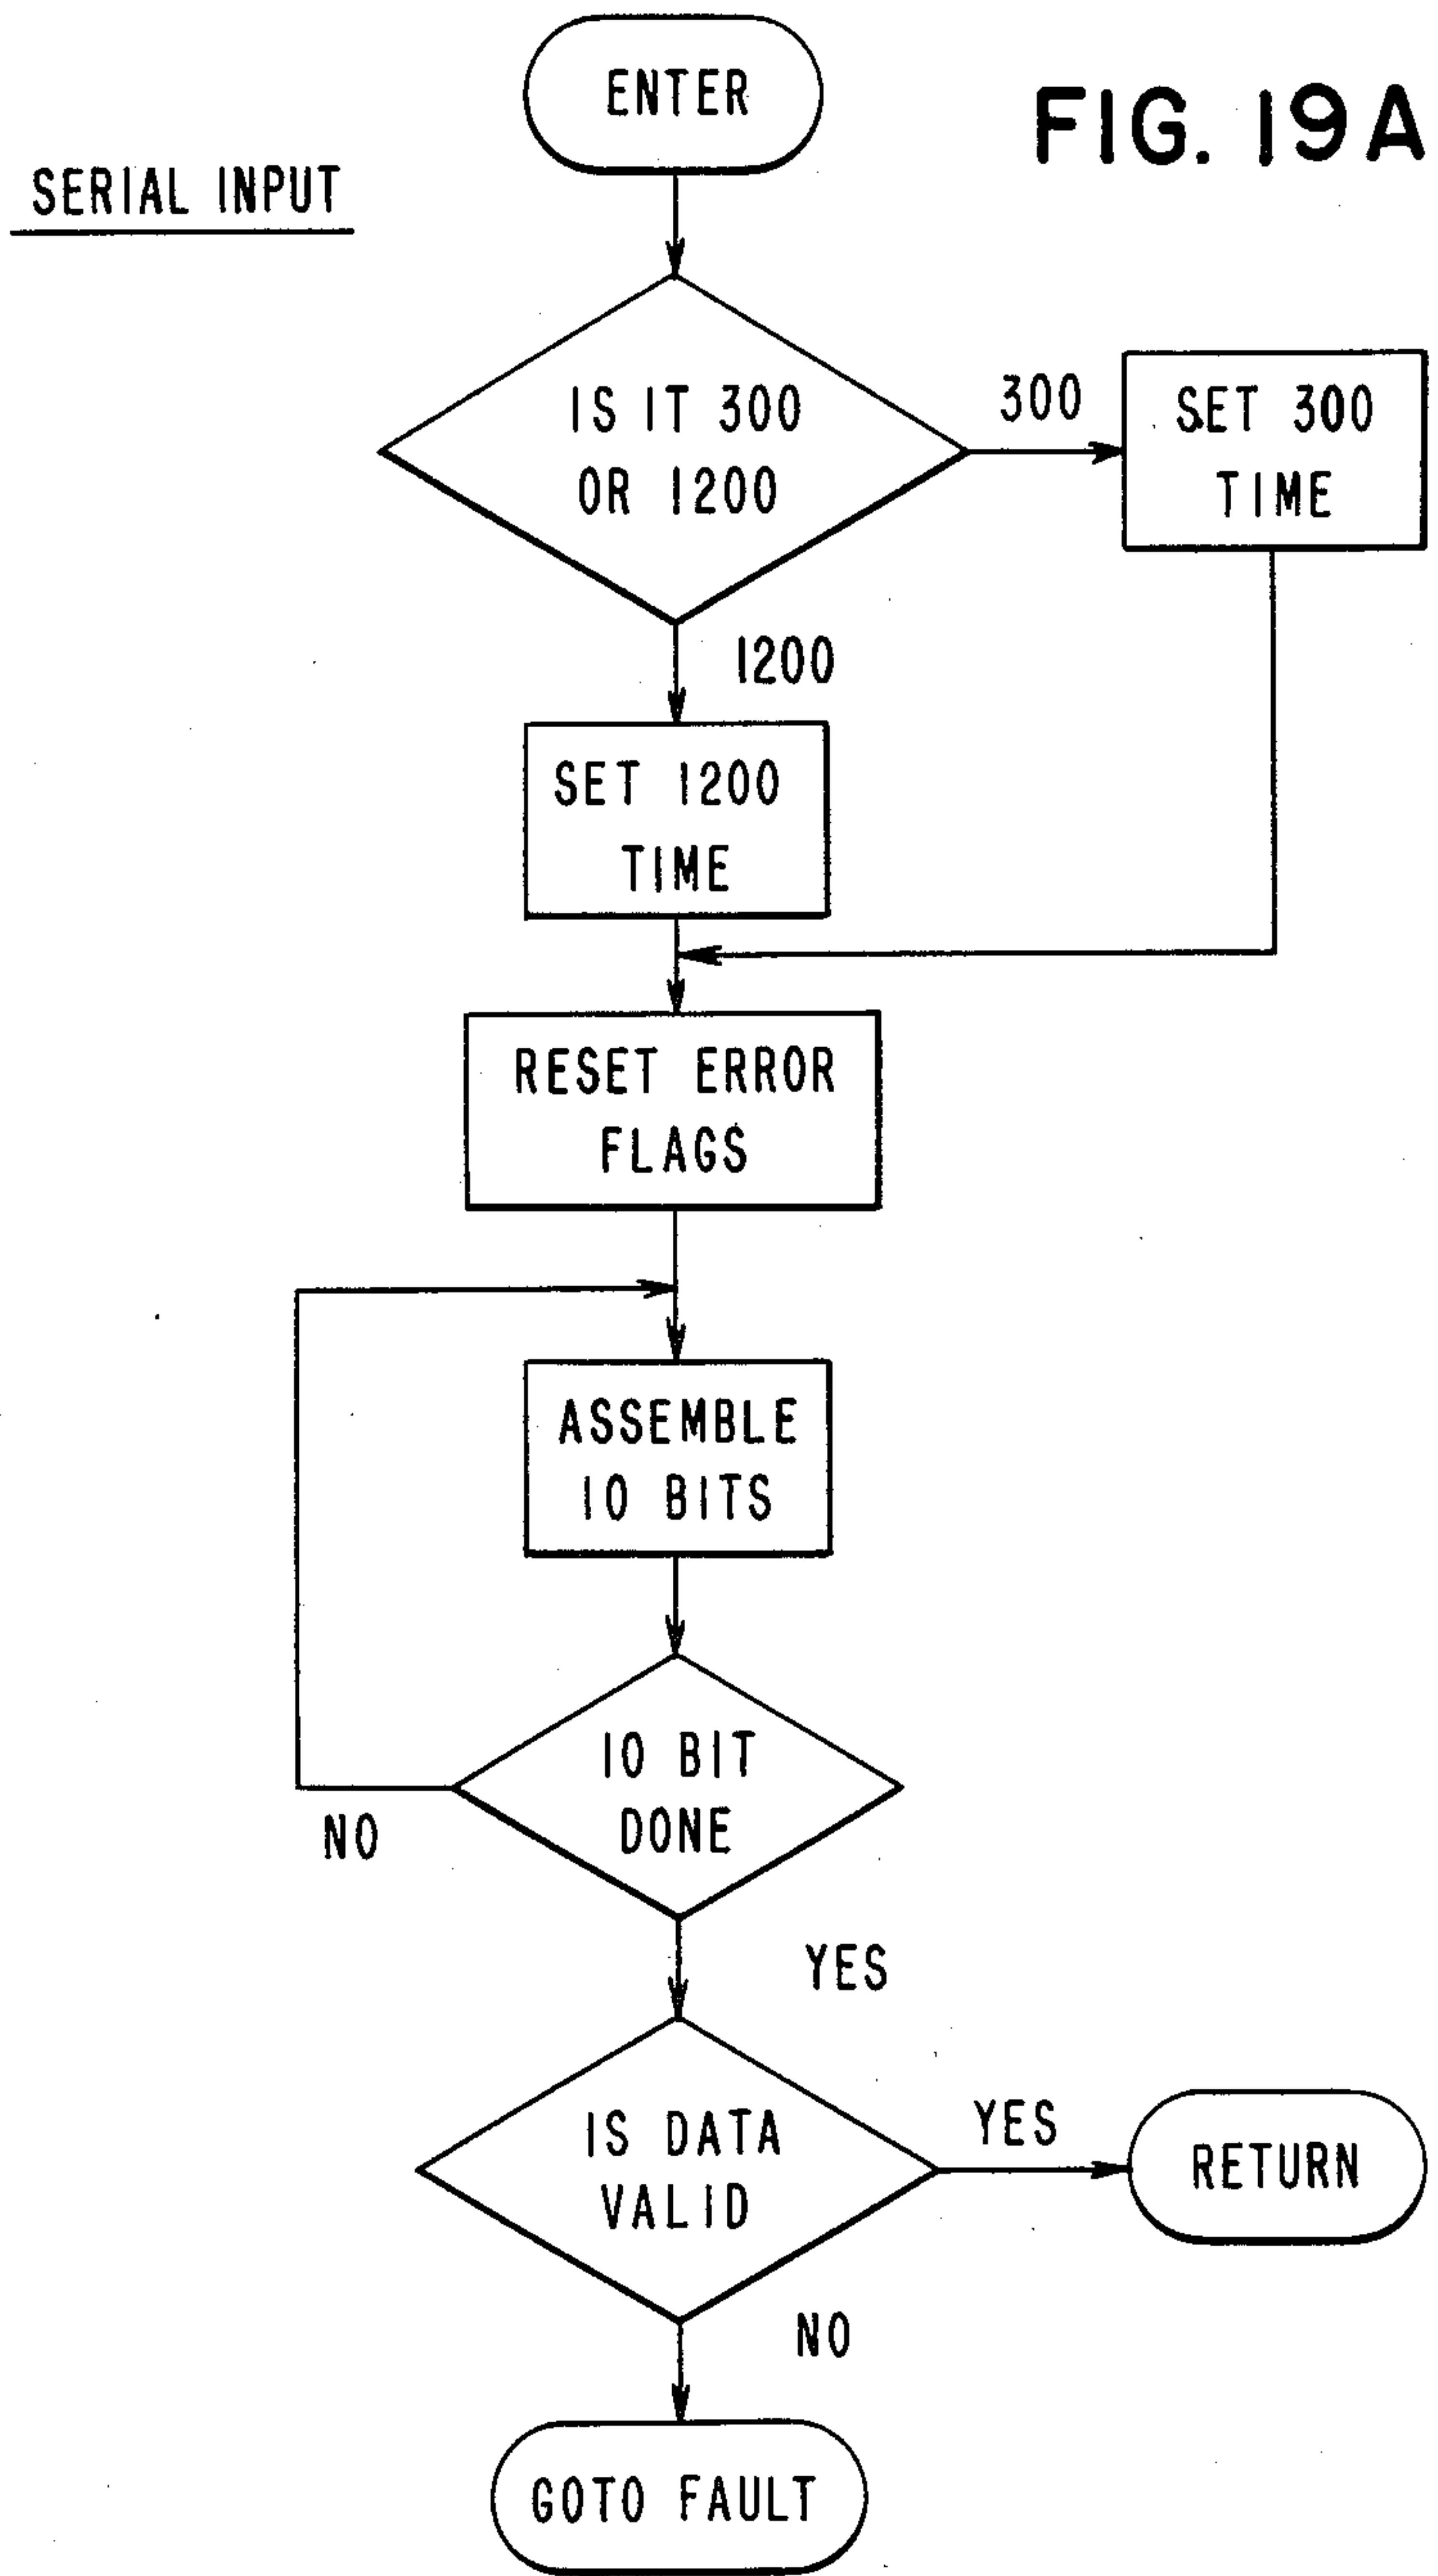 ENTER
FIG. 19A
SERIAL INPUT
IS IT 300
OR 1200
300
SET 300
TIME
1200
SET 1200
TIME
RESET ERROR
FLAGS
ASSEMBLE
10 BITS
10 BIT
DONE
NO
YES
IS DATA
VALID
YES
RETURN
NO
GOTO FAULT